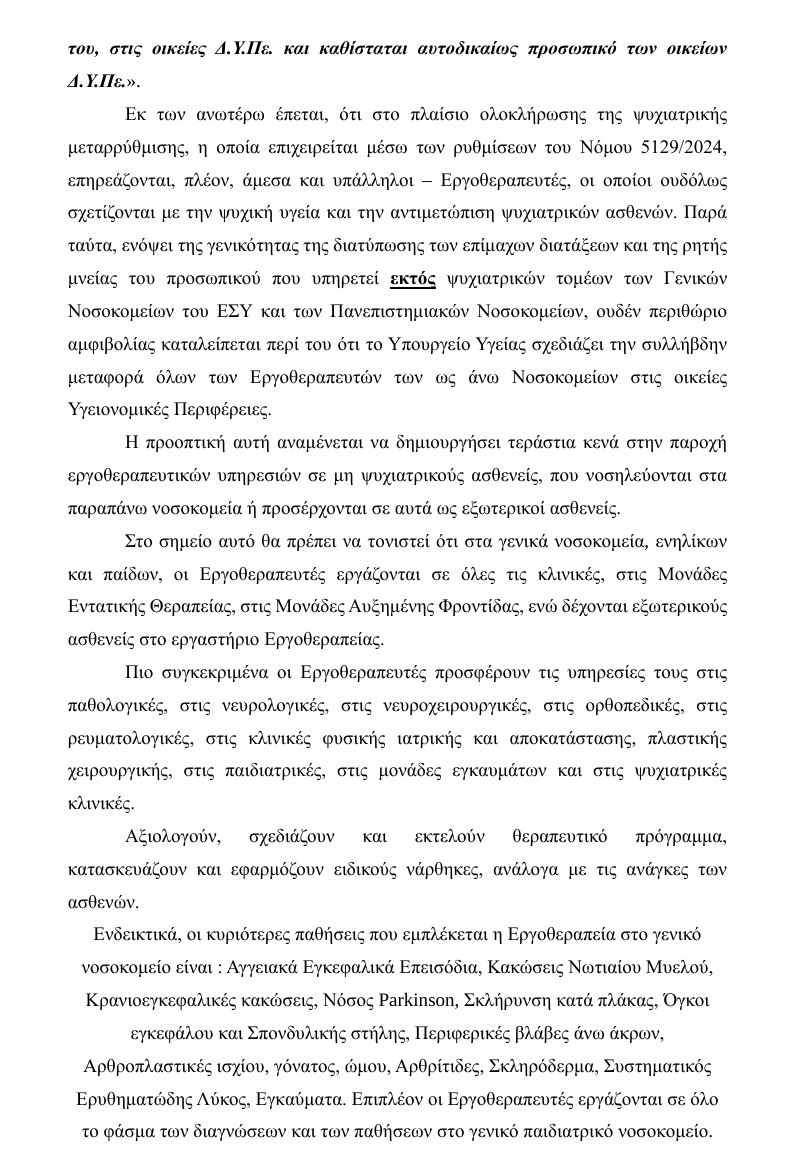 του, στις οικείες Δ.Υ.Πε. και καθίσταται αυτοδικαίως προσωπικό των οικείων
Δ.Υ.Πε.».
Εκ των ανωτέρω έπεται, ότι στο πλαίσιο ολοκλήρωσης της ψυχιατρικής
μεταρρύθμισης, η οποία επιχειρείται μέσω των ρυθμίσεων του Νόμου 5129/2024,
επηρεάζονται, πλέον, άμεσα και υπάλληλοι – Εργοθεραπευτές, οι οποίοι ουδόλως
σχετίζονται με την ψυχική υγεία και την αντιμετώπιση ψυχιατρικών ασθενών. Παρά
ταύτα, ενόψει της γενικότητας της διατύπωσης των επίμαχων διατάξεων και της ρητής
μνείας του προσωπικού που υπηρετεί εκτός ψυχιατρικών τομέων των Γενικών
Νοσοκομείων του ΕΣΥ και των Πανεπιστημιακών Νοσοκομείων, ουδέν περιθώριο
αμφιβολίας καταλείπεται περί του ότι το Υπουργείο Υγείας σχεδιάζει την συλλήβδην
μεταφορά όλων των Εργοθεραπευτών των ως άνω Νοσοκομείων στις οικείες
Υγειονομικές Περιφέρειες.
Η προοπτική αυτή αναμένεται να δημιουργήσει τεράστια κενά στην παροχή
εργοθεραπευτικών υπηρεσιών σε μη ψυχιατρικούς ασθενείς, που νοσηλεύονται στα
παραπάνω νοσοκομεία ή προσέρχονται σε αυτά ως εξωτερικοί ασθενείς.
Στο σημείο αυτό θα πρέπει να τονιστεί ότι στα γενικά νοσοκομεία, ενηλίκων
και παίδων, οι Εργοθεραπευτές εργάζονται σε όλες τις κλινικές, στις Μονάδες
Εντατικής Θεραπείας, στις Μονάδες Αυξημένης Φροντίδας, ενώ δέχονται εξωτερικούς
ασθενείς στο εργαστήριο Εργοθεραπείας.
Πιο συγκεκριμένα οι Εργοθεραπευτές προσφέρουν τις υπηρεσίες τους στις
παθολογικές, στις νευρολογικές, στις νευροχειρουργικές, στις ορθοπεδικές, στις
ρευματολογικές, στις κλινικές φυσικής ιατρικής και αποκατάστασης, πλαστικής
χειρουργικής, στις παιδιατρικές, στις μονάδες εγκαυμάτων και στις ψυχιατρικές
κλινικές.
Αξιολογούν, σχεδιάζουν και εκτελούν θεραπευτικό πρόγραμμα,
κατασκευάζουν και εφαρμόζουν ειδικούς νάρθηκες, ανάλογα με τις ανάγκες των
ασθενών.
Ενδεικτικά, οι κυριότερες παθήσεις που εμπλέκεται η Εργοθεραπεία στο γενικό
νοσοκομείο είναι : Αγγειακά Εγκεφαλικά Επεισόδια, Κακώσεις Νωτιαίου Μυελού,
Κρανιοεγκεφαλικές κακώσεις, Νόσος Parkinson, Σκλήρυνση κατά πλάκας, Όγκοι
εγκεφάλου και Σπονδυλικής στήλης, Περιφερικές βλάβες άνω άκρων,
Αρθροπλαστικές ισχίου, γόνατος, ώμου, Αρθρίτιδες, Σκληρόδερμα, Συστηματικός
Ερυθηματώδης Λύκος, Εγκαύματα. Επιπλέον οι Εργοθεραπευτές εργάζονται σε όλο
το φάσμα των διαγνώσεων και των παθήσεων στο γενικό παιδιατρικό νοσοκομείο.